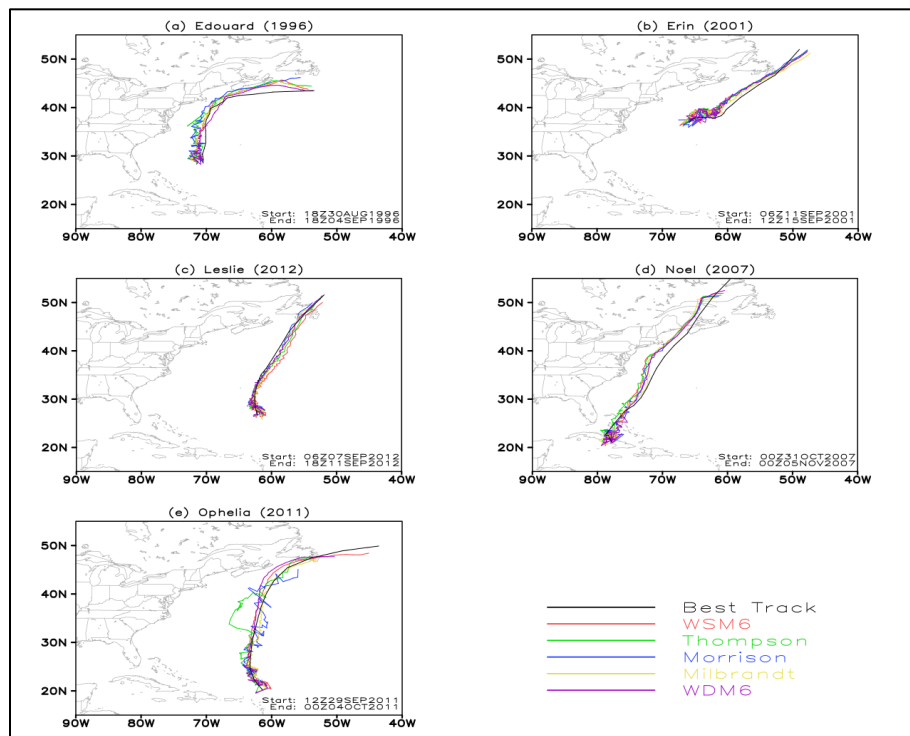 (a) Edouard (1996)
50N
40N
30N
20N
Start: 18Z30AUG1996
End: 18Z04SEP1996
90W 80W 70W 60W 50W 40W
(b) Erin (2001)
50N
40N
30N
20N
Start: 06Z11SEP2001
End: 12Z15SEP2001
90W 80W 70W 60W 50W 40W
(c) Leslie (2012)
50N
40N
30N
20N
Start: 06Z07SEP2012
End: 18Z11SEP2012
90W 80W 70W 60W 50W 40W
(d) Noel (2007)
50N
40N
30N
20N
Start: 00Z31OCT2007
End: 00Z05NOV2007
90W 80W 70W 60W 50W 40W
(e) Ophelia (2011)
50N
40N
30N
20N
Start: 12Z29SEP2011
End: 00Z04OCT2011
90W 80W 70W 60W 50W 40W
Best Track
WSM6
Thompson
Morrison
Milbrandt
WDM6